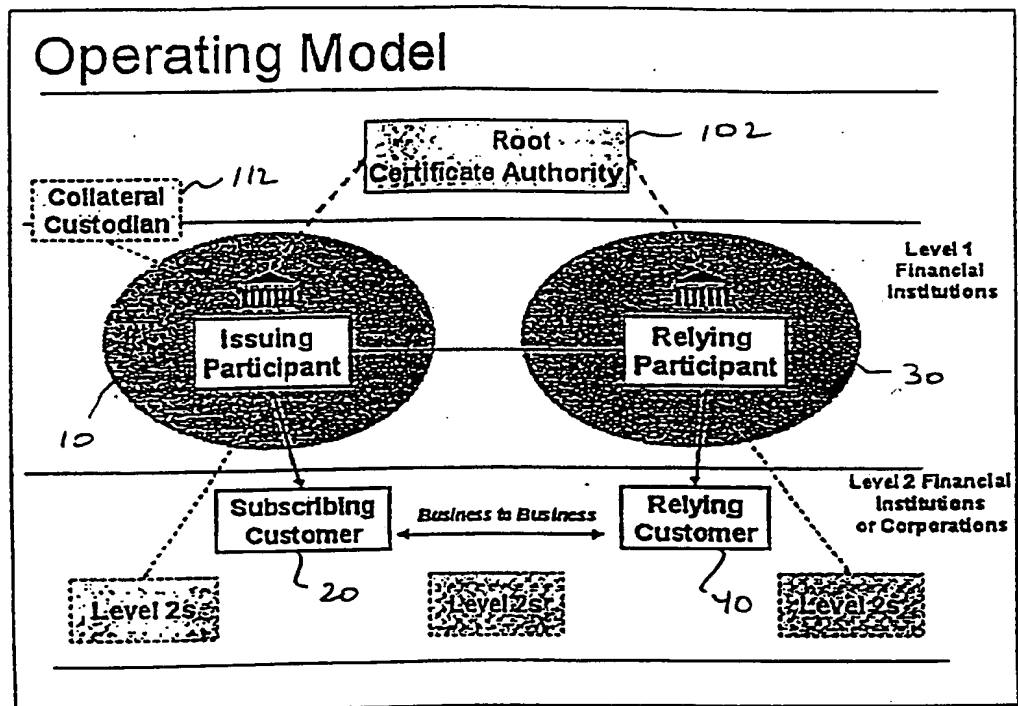 Operating Model
Root
Certificate Authority
102
Collateral
Custodian
112
Level 1
Financial
Institutions
Issuing
Participant
Relying
Participant
10
30
Level 2 Financial
Institutions
or Corporations
Subscribing
Customer
Business to Business
Relying
Customer
20
40
Level 2s
Level 2s
Level 2s